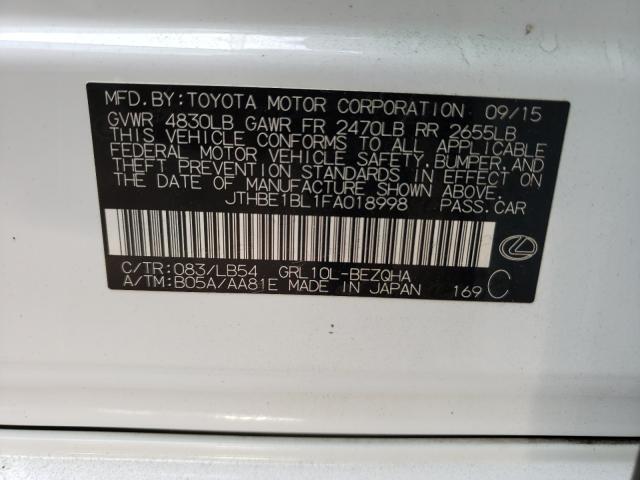 MFD.BY:TOYOTA MOTOR CORPORATION 09/15
GVWR 4830LB GAWR FR 2470LB RR 2655LB
THIS VEHICLE CONFORMS TO ALL APPLICABLE
FEDERAL MOTOR VEHICLE SAFETY,BUMPER,AND
THEFT PREVENTION STANDARDS IN EFFECT ON
THE DATE OF MANUFACTURE SHOWN ABOVE.
JTHBE1BL1FA018998 PASS.CAR
C/TR:083/LB54 GRL10L-BEZQHA
A/TM:B05A/AA81E MADE IN JAPAN 169 C